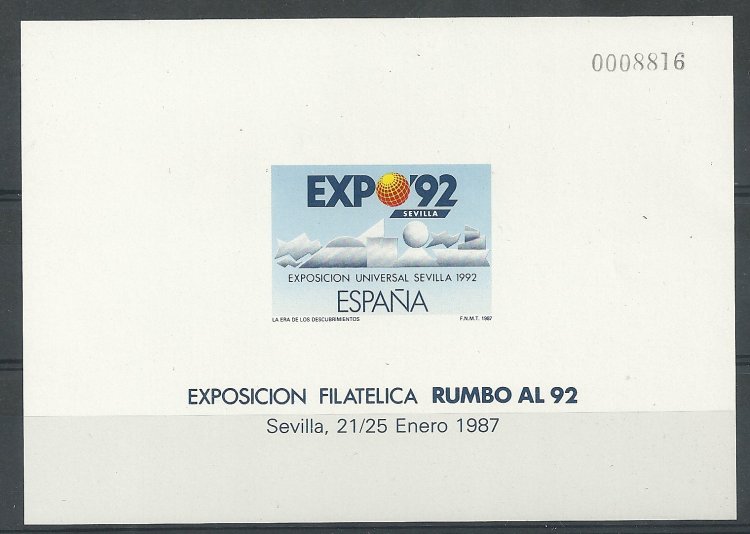 0008816
EXPO'92
SEVILLA
EXPOSICION UNIVERSAL SEVILLA 1992
ESPAÑA
LA ERA DE LOS DESCUBRIMIENTOS F.N.M.T. 1987
EXPOSICION FILATELICA RUMBO AL 92
Sevilla, 21/25 Enero 1987